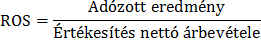 ROS = Adózott eredmény
Értékesítés nettó árbevétele